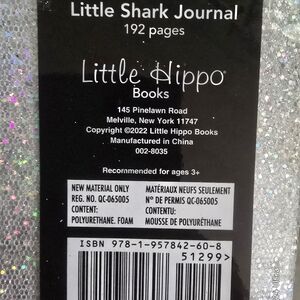 Little Shark Journal
192 pages
Little Hippo
Books
145 Pinelawn Road
Melville, New York 11747
Copyright ©2022 Little Hippo Books
Manufactured in China
002-8035
Recommended for ages 3+
NEW MATERIAL ONLY
REG. NO. QC-065005
CONTENT:
POLYURETHANE. FOAM
MATÉRIAUX NEUFS SEULEMENT
Nº DE PERMIS QC-065005
CONTENTU:
MOUSSE DE POLYURÉTHANE
ISBN 978-1-957842-60-8
51299>